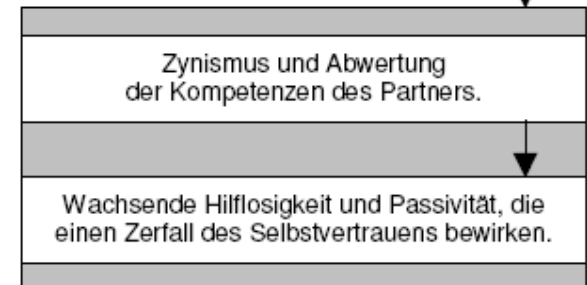 Zynismus und Abwertung
der Kompetenzen des Partners.
Wachsende Hilflosigkeit und Passivität, die
einen Zerfall des Selbstvertrauens bewirken.